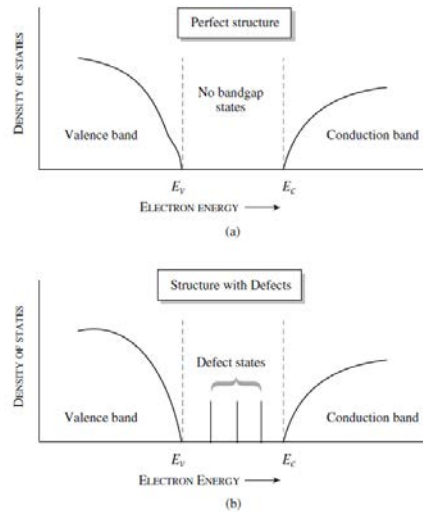 Perfect structure
DENSITY OF STATES
No bandgap
states
Valence band
Conduction band
Ev
Ec
ELECTRON ENERGY
(a)
Structure with Defects
DENSITY OF STATES
Defect states
Valence band
Conduction band
Ev
Ec
ELECTRON ENERGY
(b)